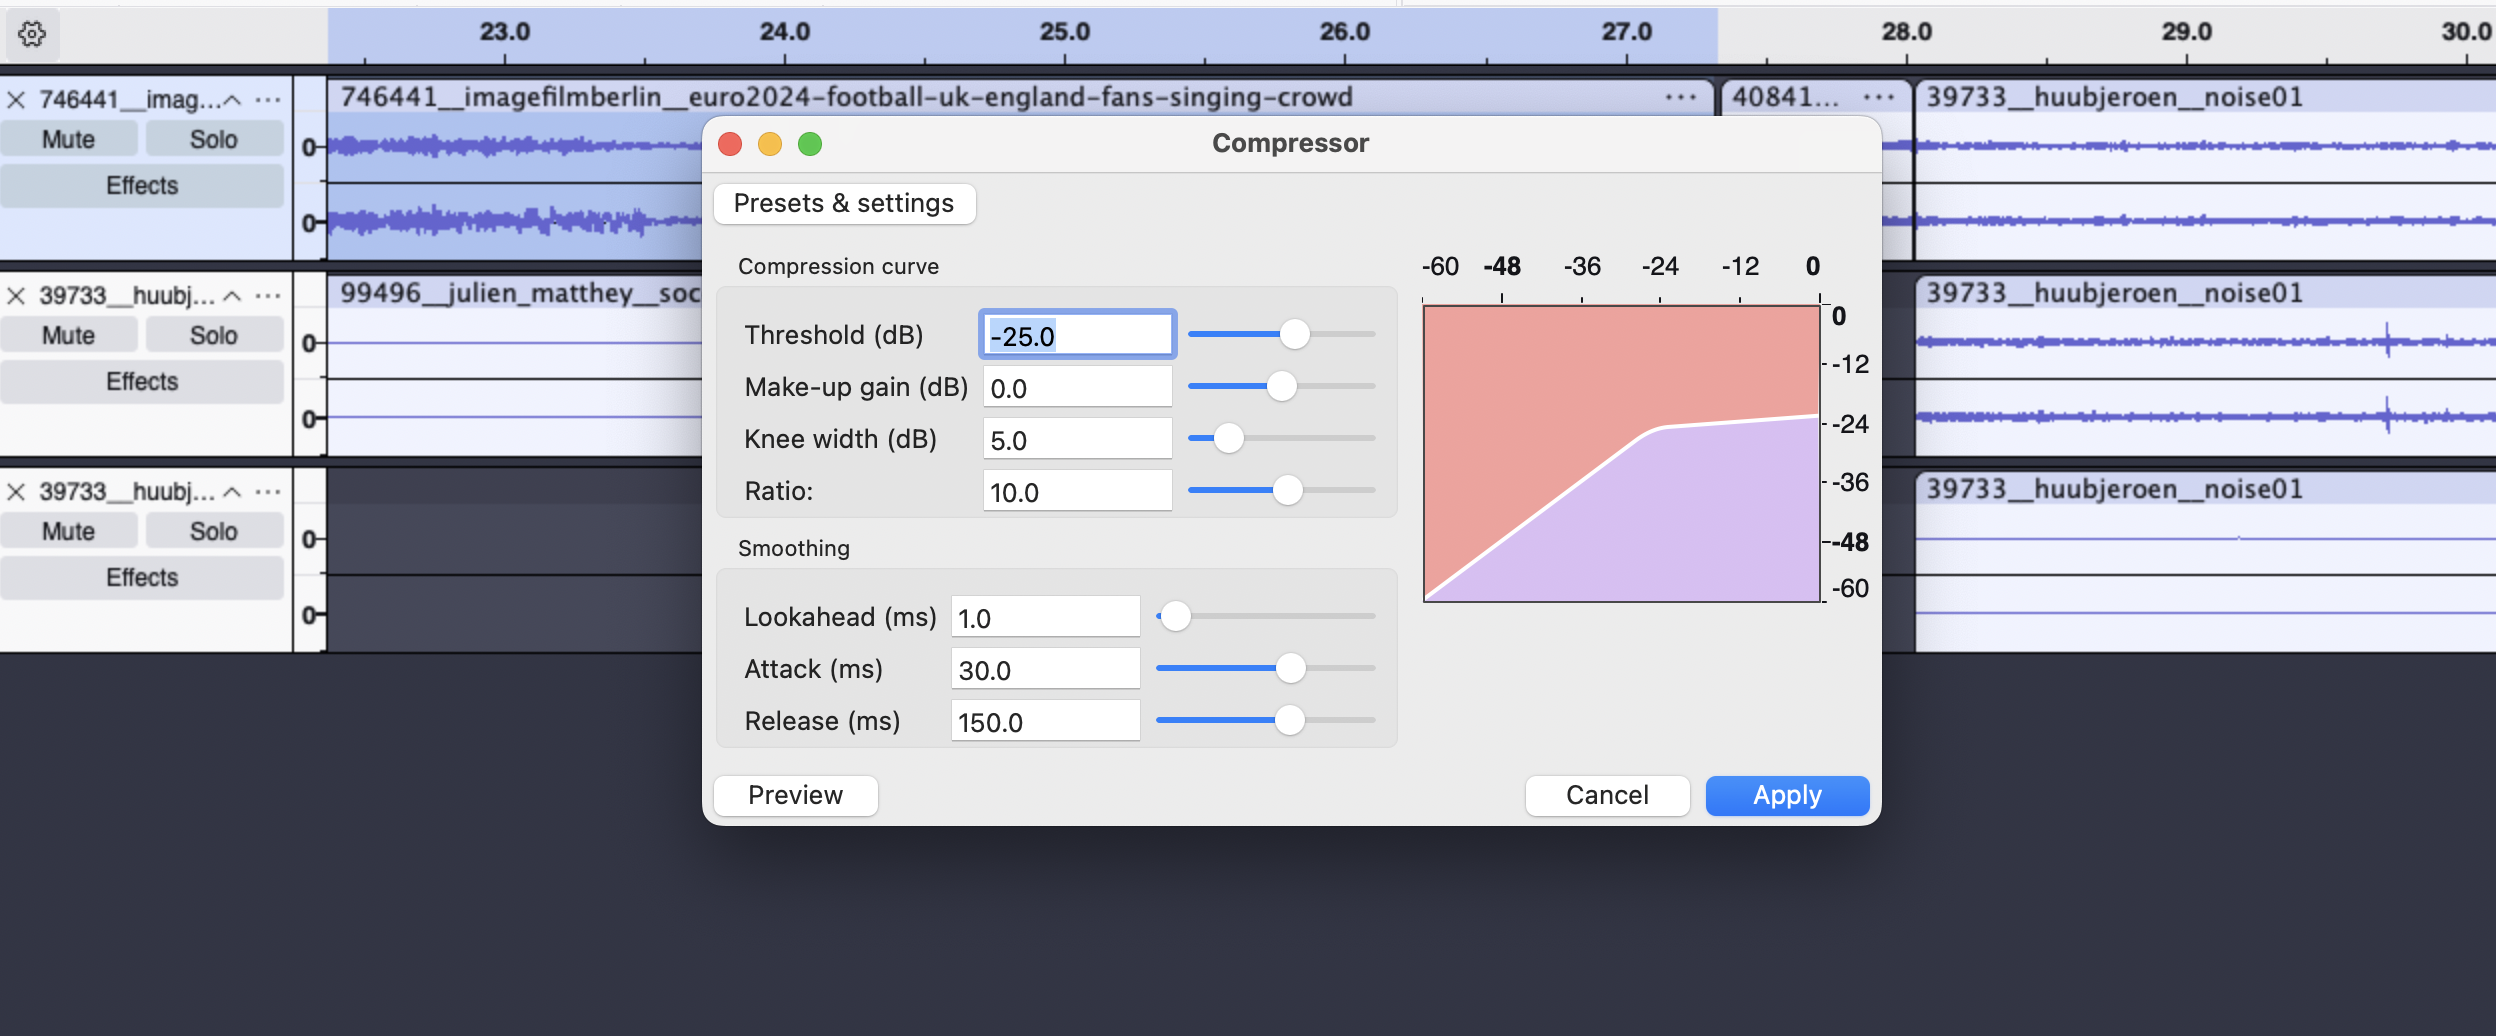 23.0 24.0 25.0 26.0 27.0 28.0 29.0 30.0
746441__imag...
Mute Solo
Effects
0
0
746441__imagefilmberlin__euro2024-football-uk-england-fans-singing-crowd ...
40841... ...
39733__huubjeroen__noise01
39733__huubj...
Mute Solo
Effects
0
0
99496__julien_matthey__soc
39733__huubjeroen__noise01
39733__huubj...
Mute Solo
Effects
0
0
39733__huubjeroen__noise01
Compressor
Presets & settings
Compression curve
Threshold (dB) -25.0
Make-up gain (dB) 0.0
Knee width (dB) 5.0
Ratio: 10.0
Smoothing
Lookahead (ms) 1.0
Attack (ms) 30.0
Release (ms) 150.0
-60 -48 -36 -24 -12 0
0
-12
-24
-36
-48
-60
Preview
Cancel Apply